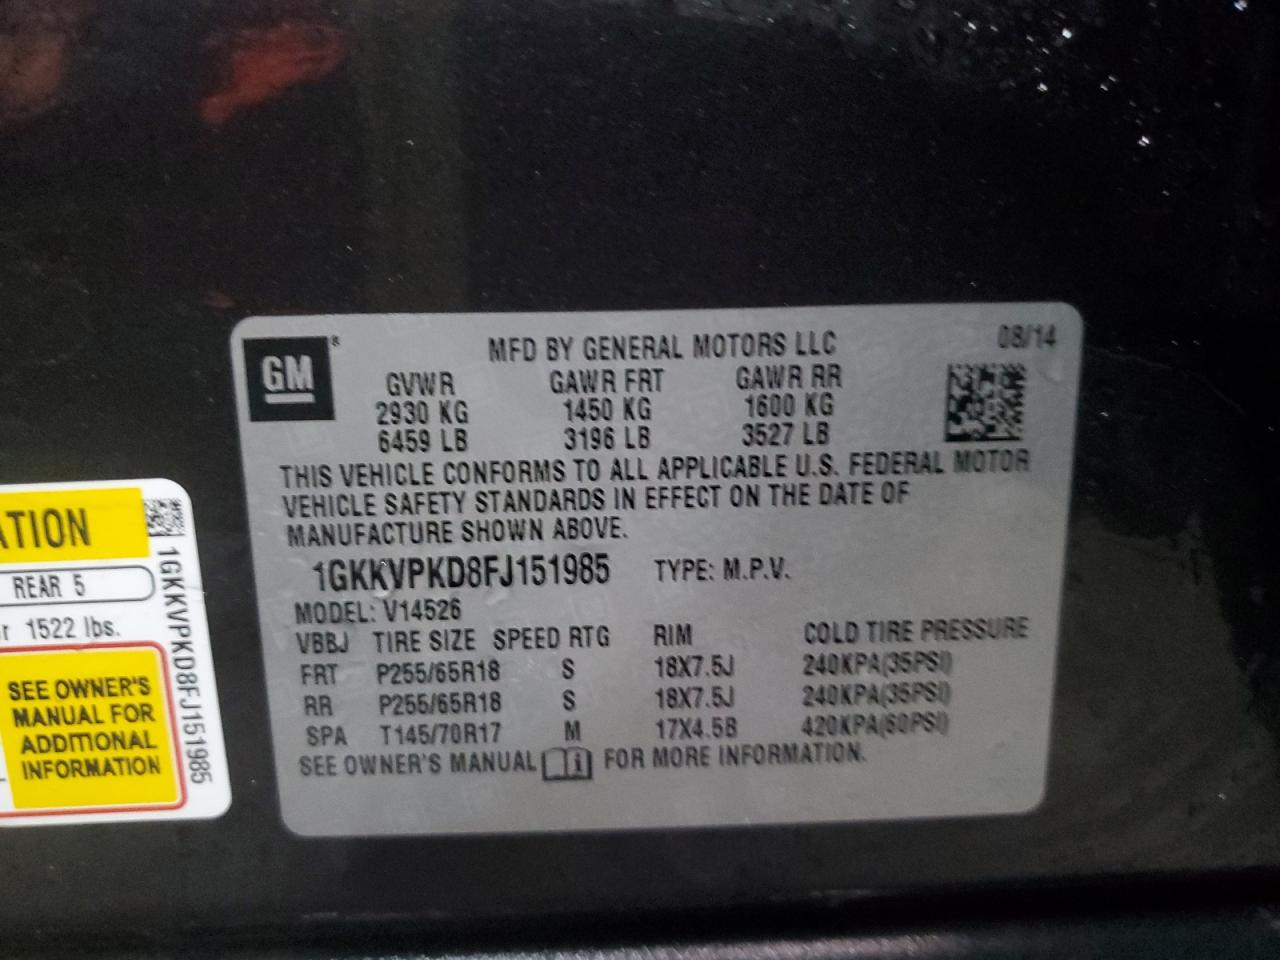 GM®
MFD BY GENERAL MOTORS LLC 08/14
GVWR GAWR FRT GAWR RR
2930 KG 1450 KG 1600 KG
6459 LB 3196 LB 3527 LB
THIS VEHICLE CONFORMS TO ALL APPLICABLE U.S. FEDERAL MOTOR
VEHICLE SAFETY STANDARDS IN EFFECT ON THE DATE OF
MANUFACTURE SHOWN ABOVE.
1GKKVPKD8FJ151985 TYPE: M.P.V.
MODEL: V14526
VBBJ TIRE SIZE SPEED RTG RIM COLD TIRE PRESSURE
FRT P255/65R18 S 18X7.5J 240KPA(35PSI)
RR P255/65R18 S 18X7.5J 240KPA(35PSI)
SPA T145/70R17 M 17X4.5B 420KPA(60PSI)
SEE OWNER'S MANUAL FOR MORE INFORMATION.
ATION
REAR 5
r 1522 lbs.
SEE OWNER'S
MANUAL FOR
ADDITIONAL
INFORMATION
1GKKVPKD8FJ151985